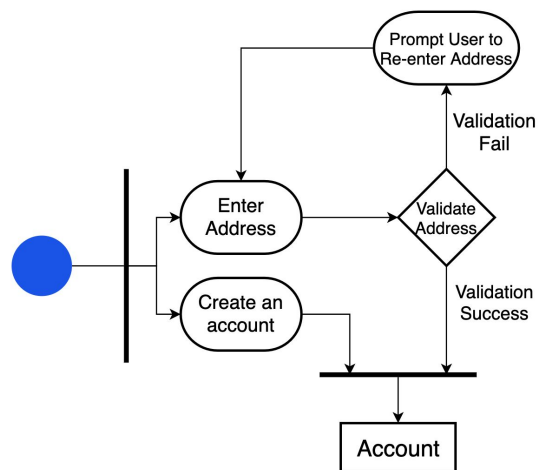 Prompt User to
Re-enter Address
Validation
Fail
Enter
Address
Validate
Address
Create an
account
Validation
Success
Account